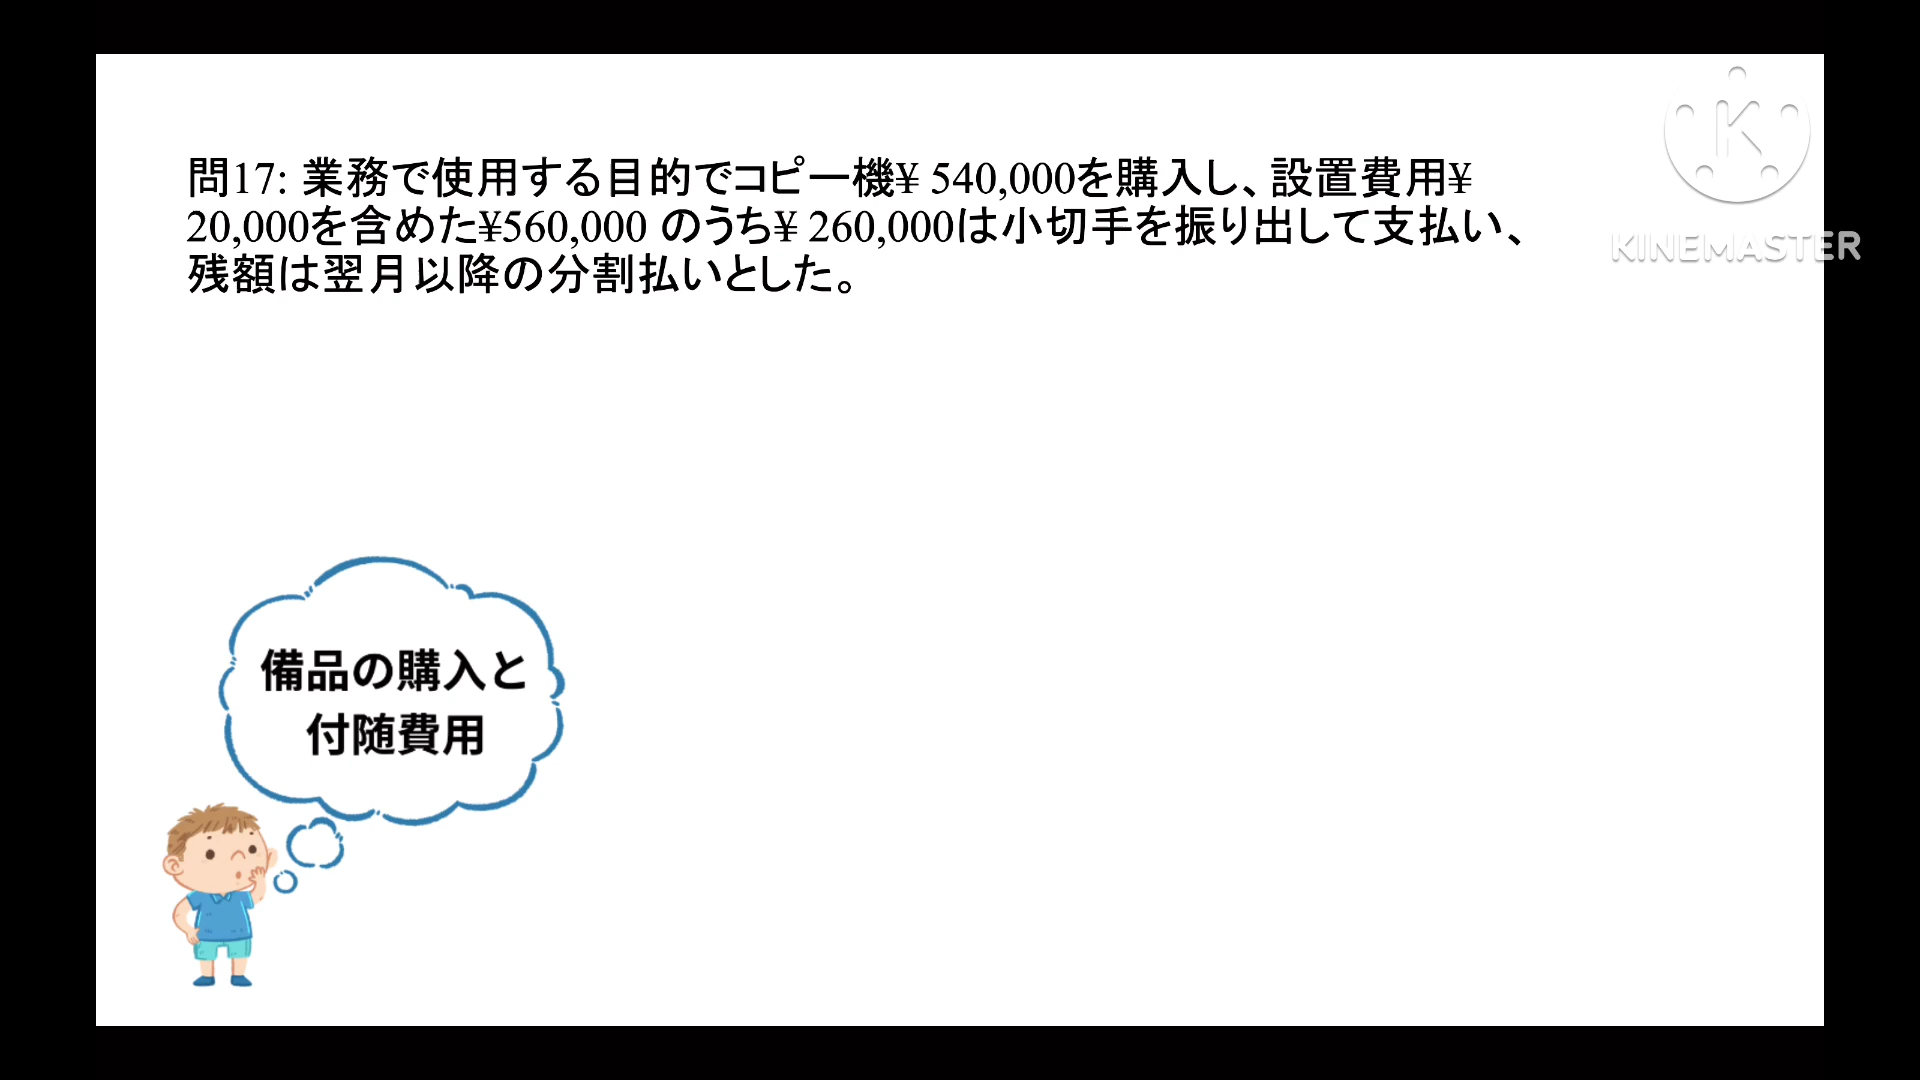 問17: 業務で使用する目的でコピー機¥ 540,000を購入し、設置費用¥
20,000を含めた¥560,000 のうち¥ 260,000は小切手を振り出して支払い、
残額は翌月以降の分割払いとした。
K
KINEMASTER
備品の購入と
付随費用